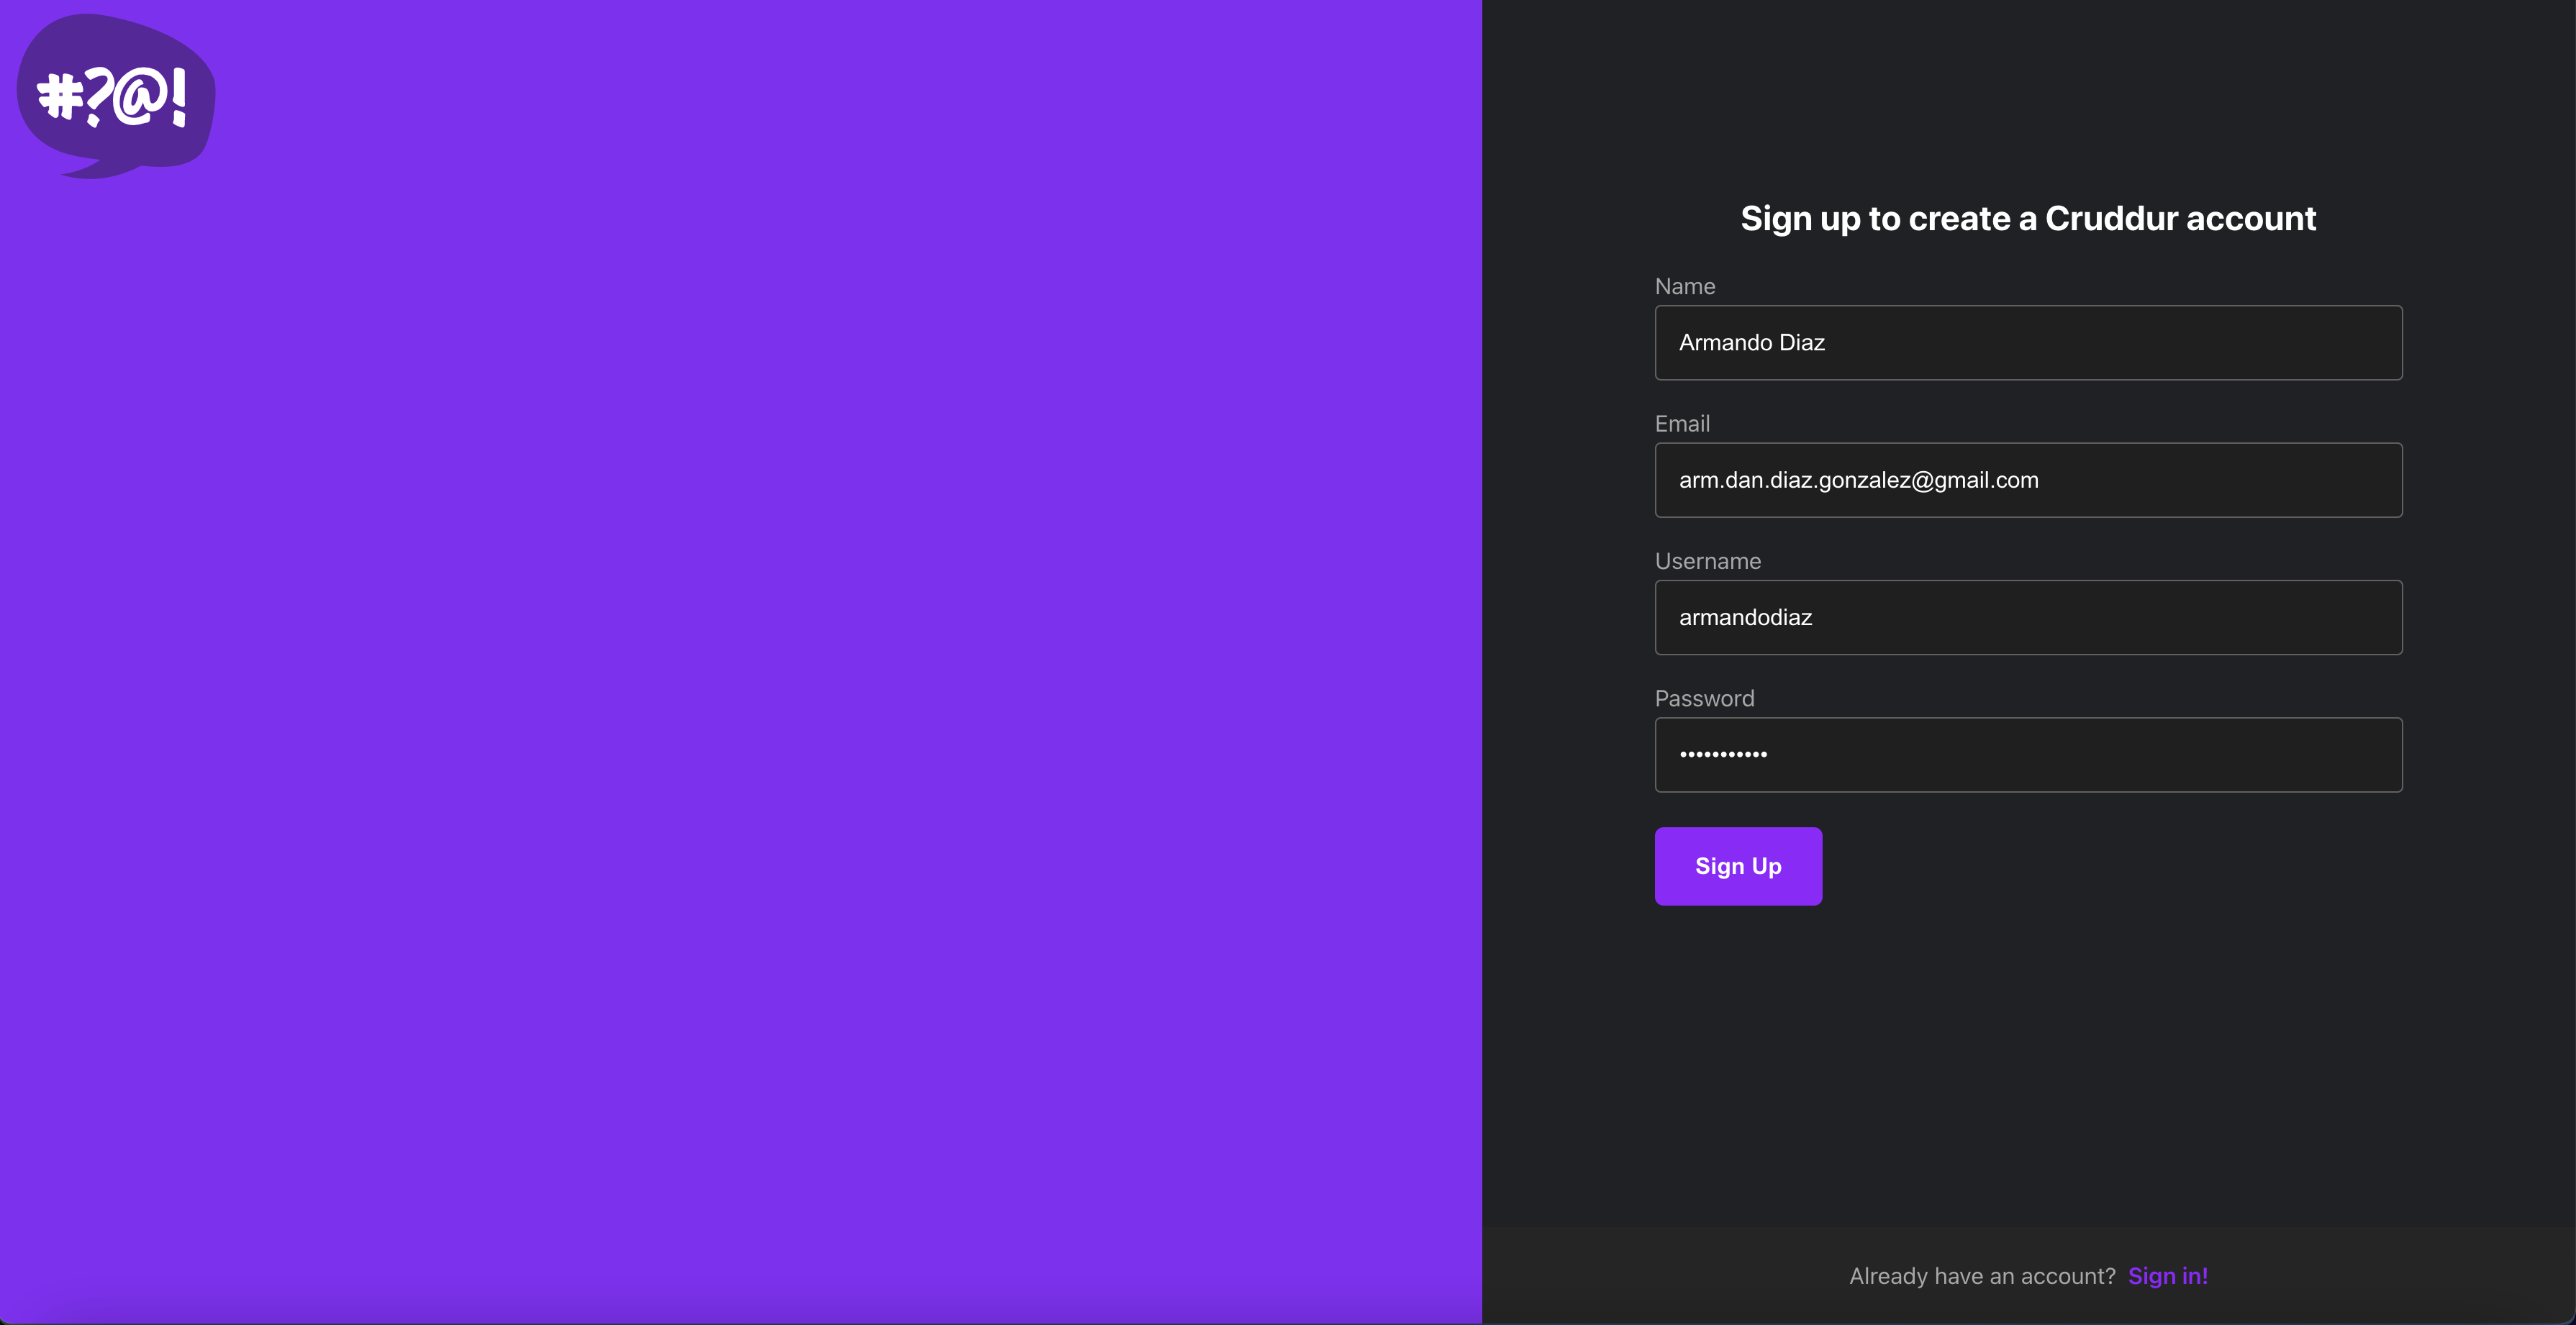 #?@!
Sign up to create a Cruddur account
Name
Armando Diaz
Email
arm.dan.diaz.gonzalez@gmail.com
Username
armandodiaz
Password
•••••••••••
Sign Up
Already have an account? Sign in!